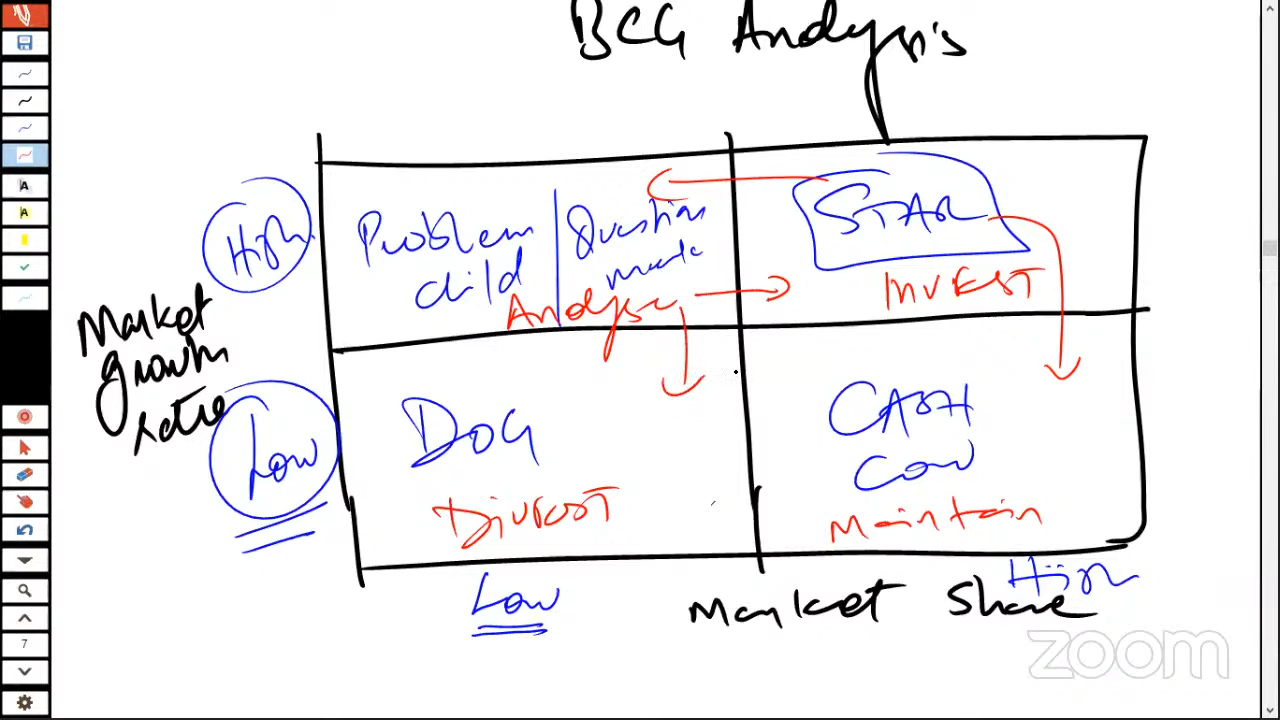 BCG Analysis
High
Problem child
Question mark
Analyse
STAR
INVEST
Market growth rate
Low
DOG
DIVEST
CASH COW
Maintain
Low
Market Share
High
zoom
7
A
A